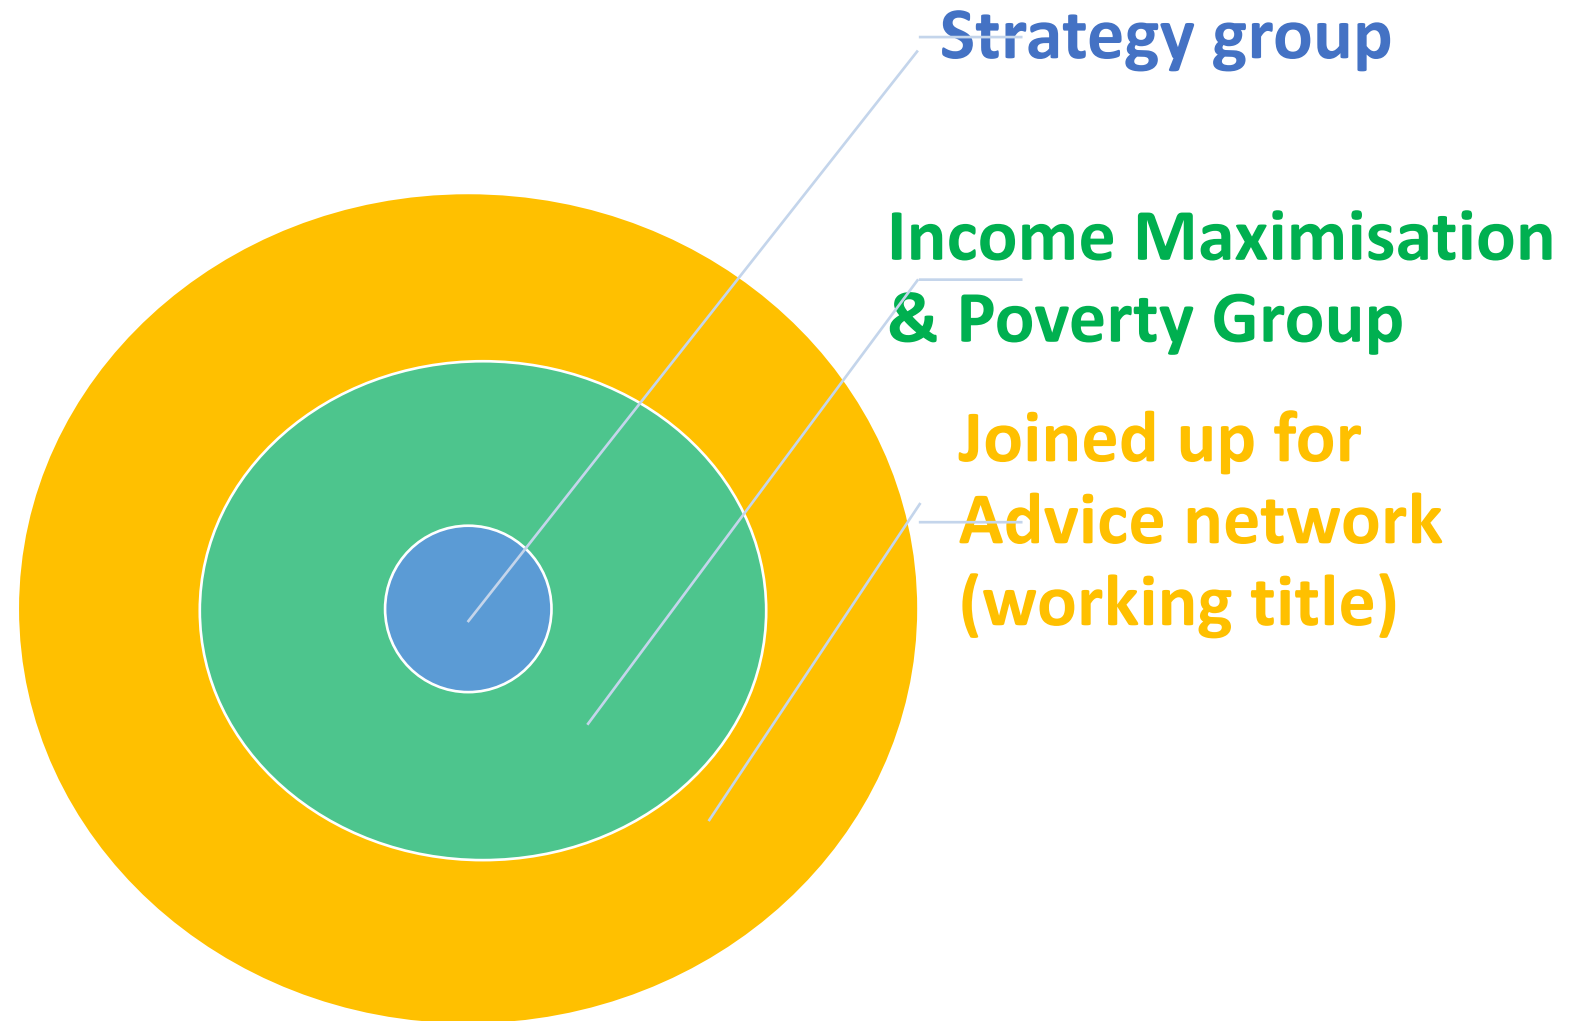 Strategy group
Income Maximisation
& Poverty Group
Joined up for
Advice network
(working title)